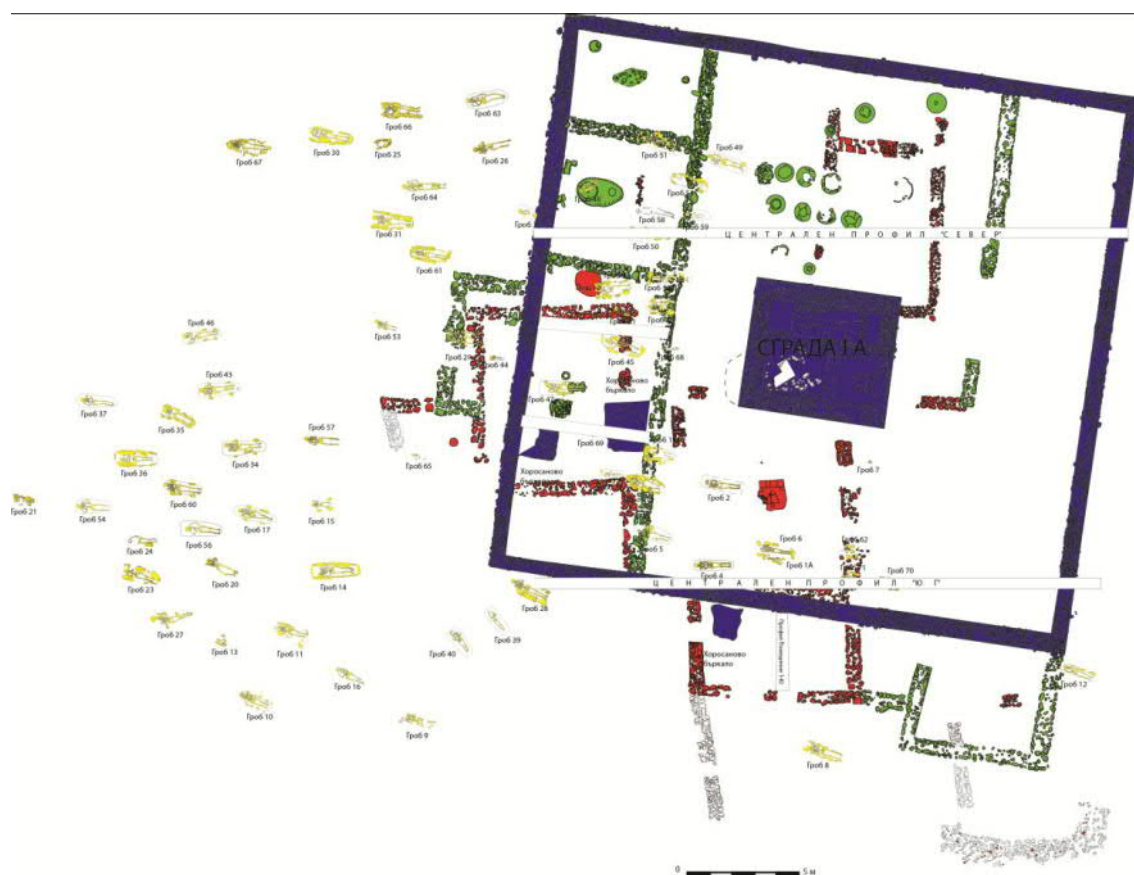 Гроб 63
Гроб 66
Гроб 67
Гроб 30
Гроб 25
Гроб 26
Гроб 51
Гроб 49
Гроб 64
Гроб 58
Гроб 59
Гроб 31
ЦЕНТРАЛЕН ПРОФИЛ "СЕВЕР"
Гроб 50
Гроб 61
Гроб 53
Гроб 46
Гроб 29
Гроб 44
СГРАДА I А
Гроб 68
Гроб 45
Гроб 43
Хоросаново
бъркало
Гроб 37
Гроб 35
Гроб 57
Гроб 69
Гроб 34
Гроб 65
Гроб 7
Гроб 36
Хоросаново
Гроб 2
Гроб 21
Гроб 54
Гроб 60
Гроб 15
Гроб 17
Гроб 56
Гроб 24
Гроб 5
Гроб 6
Гроб 62
Гроб 1А
Гроб 20
Гроб 4
Гроб 70
Гроб 23
Гроб 14
ЦЕНТРАЛЕН ПРОФИЛ "ЮГ"
Гроб 28
Гроб 27
Гроб 39
Гроб 13
Гроб 11
Гроб 40
Хоросаново
бъркало
Гроб 12
Гроб 16
Гроб 10
Гроб 9
Гроб 8
0
5 м